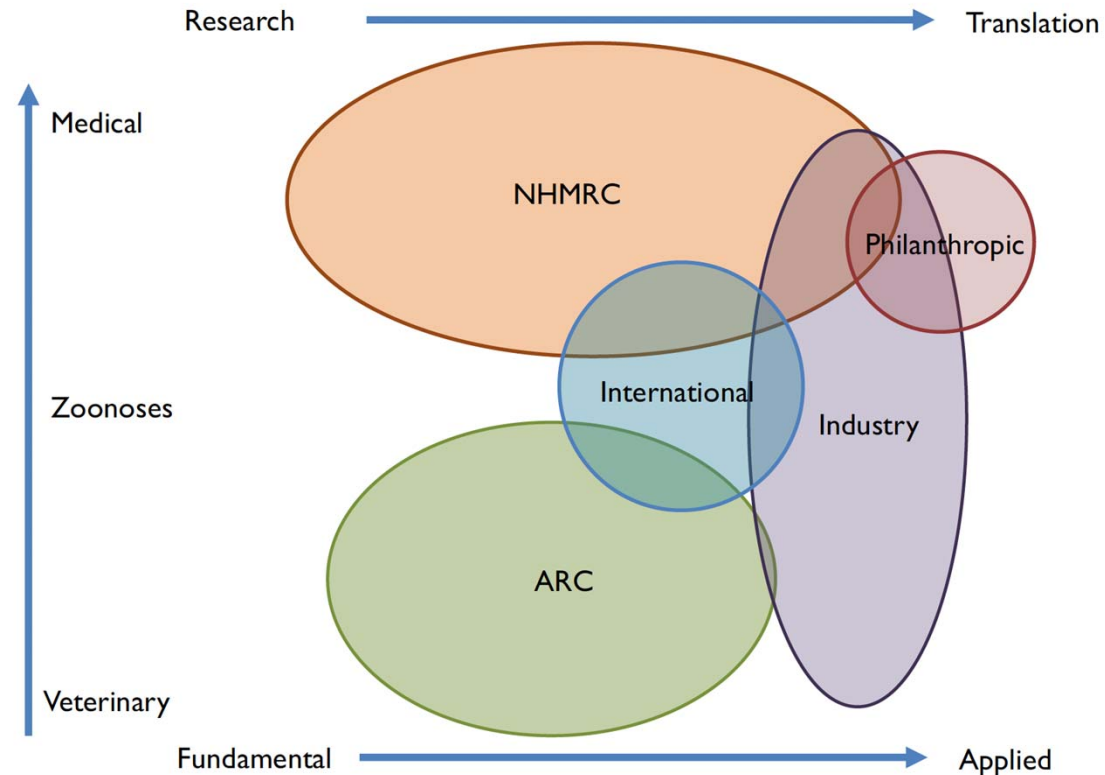 Research
Translation
Medical
NHMRC
Philanthropic
International
Zoonoses
Industry
ARC
Veterinary
Fundamental
Applied